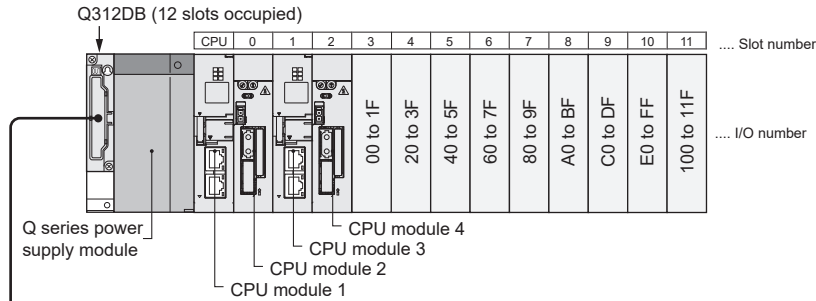 Q312DB (12 slots occupied)
CPU 0 1 2 3 4 5 6 7 8 9 10 11 .... Slot number
00 to 1F
20 to 3F
40 to 5F
60 to 7F
80 to 9F
A0 to BF
C0 to DF
E0 to FF
100 to 11F
.... I/O number
Q series power
supply module
CPU module 4
CPU module 3
CPU module 2
CPU module 1